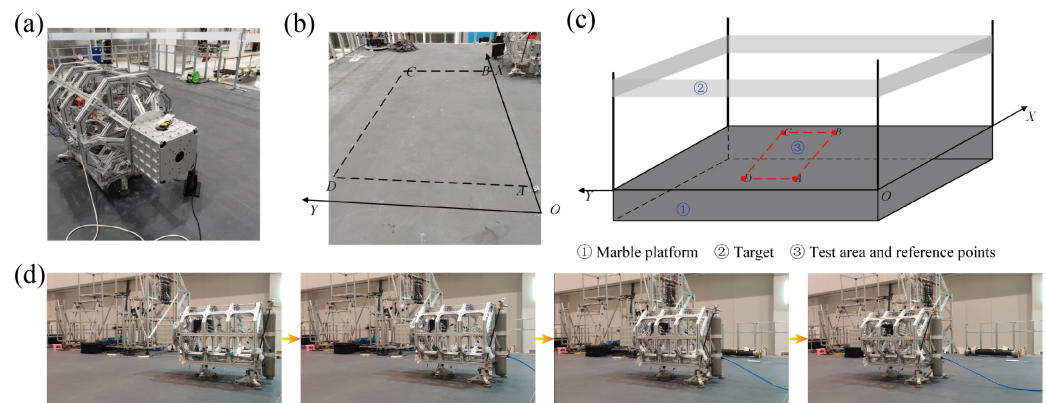 (a)
(b)
(c)
C
B
X
D
A
Y
O
②
X
C
B
③
D
A
Y
O
①
① Marble platform ② Target ③ Test area and reference points
(d)